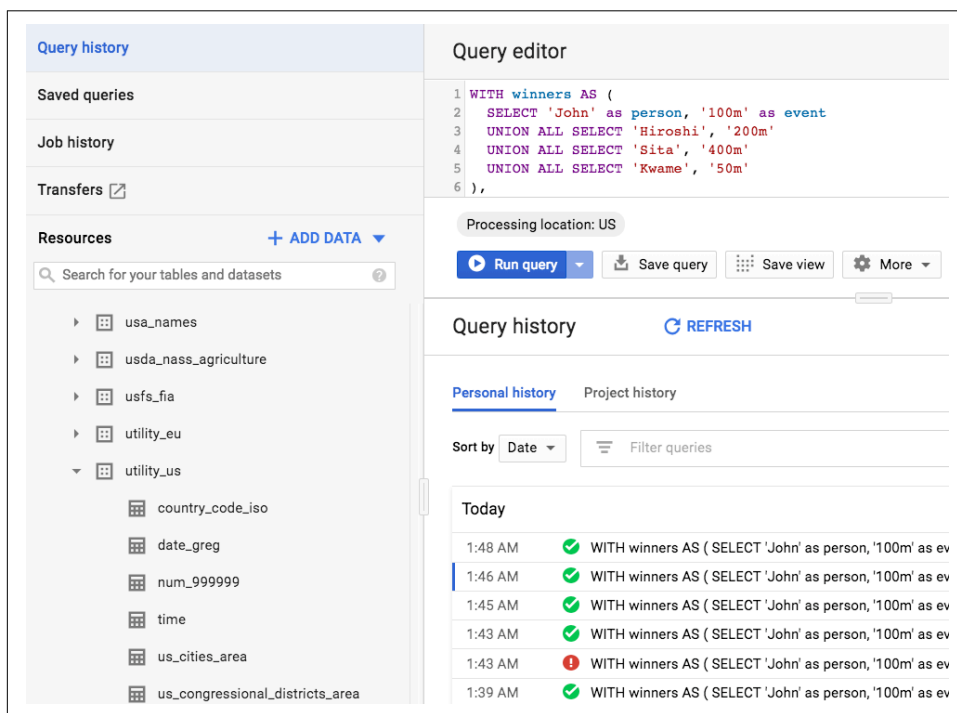 Query history
Saved queries
Job history
Transfers
Resources
ADD DATA
Search for your tables and datasets
usa_names
usda_nass_agriculture
usfs_fia
utility_eu
utility_us
country_code_iso
date_greg
num_999999
time
us_cities_area
us_congressional_districts_area
Query editor
1 WITH winners AS (
2 SELECT 'John' as person, '100m' as event
3 UNION ALL SELECT 'Hiroshi', '200m'
4 UNION ALL SELECT 'Sita', '400m'
5 UNION ALL SELECT 'Kwame', '50m'
6 ),
Processing location: US
Run query Save query Save view More
Query history REFRESH
Personal history Project history
Sort by Date Filter queries
Today
1:48 AM WITH winners AS ( SELECT 'John' as person, '100m' as ev
1:46 AM WITH winners AS ( SELECT 'John' as person, '100m' as ev
1:45 AM WITH winners AS ( SELECT 'John' as person, '100m' as ev
1:43 AM WITH winners AS ( SELECT 'John' as person, '100m' as ev
1:43 AM WITH winners AS ( SELECT 'John' as person, '100m' as ev
1:39 AM WITH winners AS ( SELECT 'John' as person, '100m' as ev